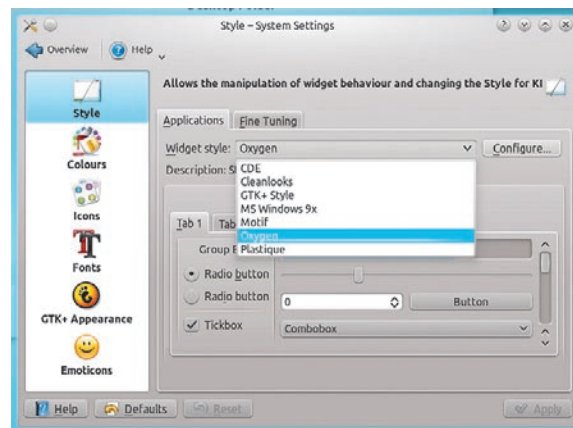 Style – System Settings
Overview Help
Allows the manipulation of widget behaviour and changing the Style for
Style
Colours
Icons
Fonts
GTK+ Appearance
Emoticons
Applications Fine Tuning
Widget style: Oxygen Configure...
Description:
CDE
Cleanlooks
GTK+ Style
MS Windows 9x
Motif
Oxygen
Plastique
Tab 1 Tab
Group
Radio button
Radio button 0 Button
Tickbox Combobox
Help Defaults Reset Apply